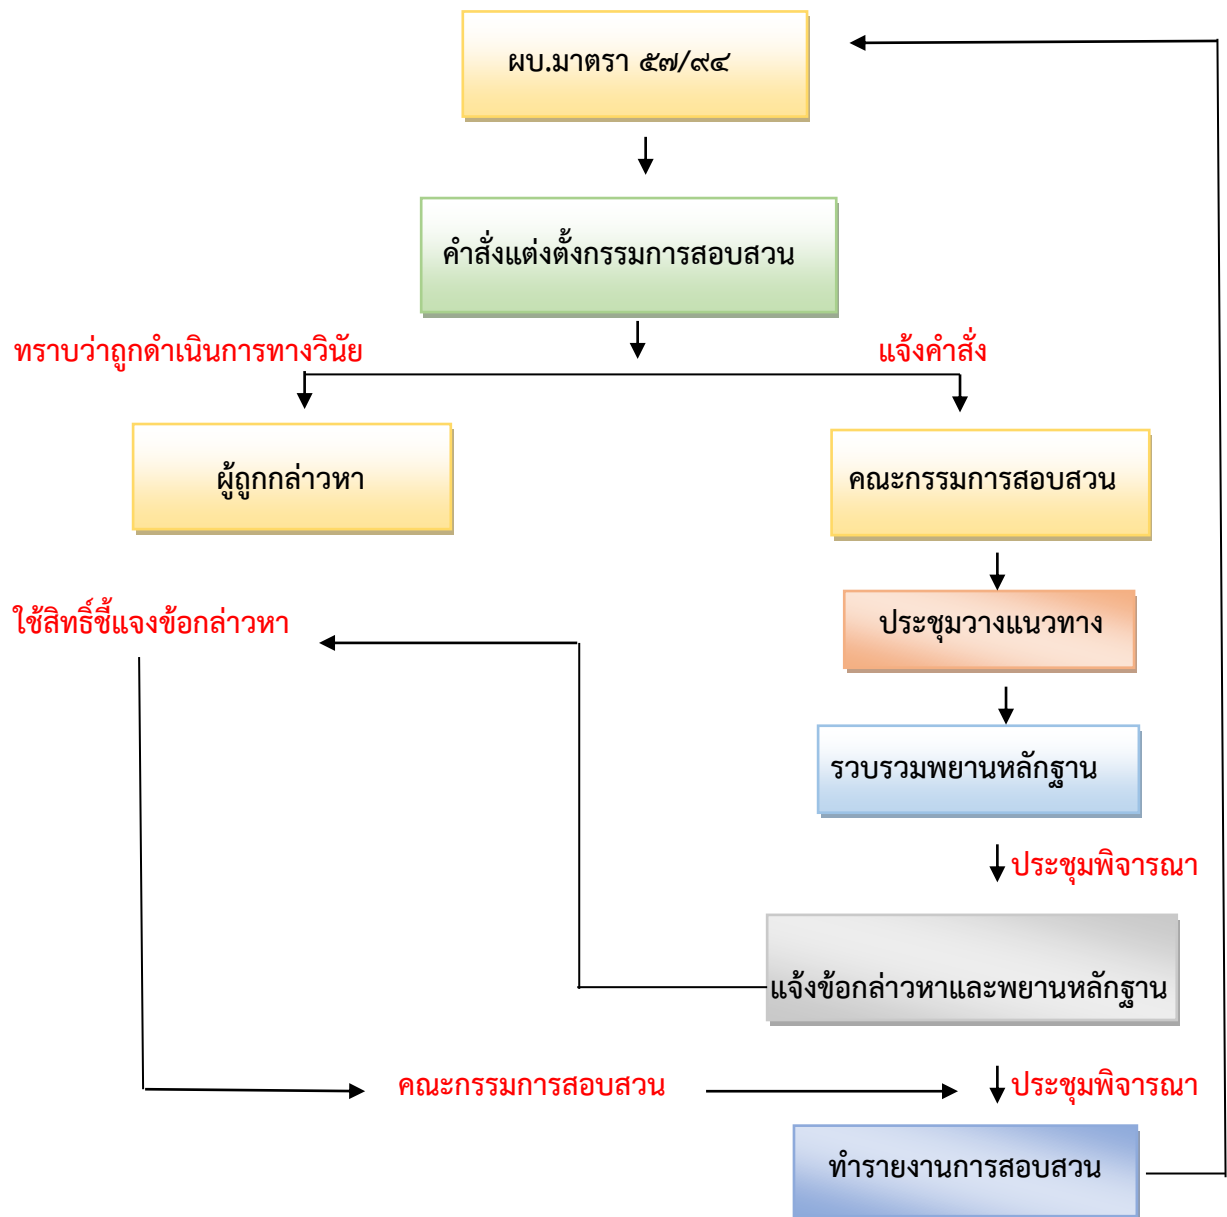 ผบ.มาตรา ๕๗/๙๔
คำสั่งแต่งตั้งกรรมการสอบสวน
ทราบว่าถูกดำเนินการทางวินัย
แจ้งคำสั่ง
ผู้ถูกกล่าวหา
คณะกรรมการสอบสวน
ใช้สิทธิ์ชี้แจงข้อกล่าวหา
ประชุมวางแนวทาง
รวบรวมพยานหลักฐาน
ประชุมพิจารณา
แจ้งข้อกล่าวหาและพยานหลักฐาน
คณะกรรมการสอบสวน
ประชุมพิจารณา
ทำรายงานการสอบสวน